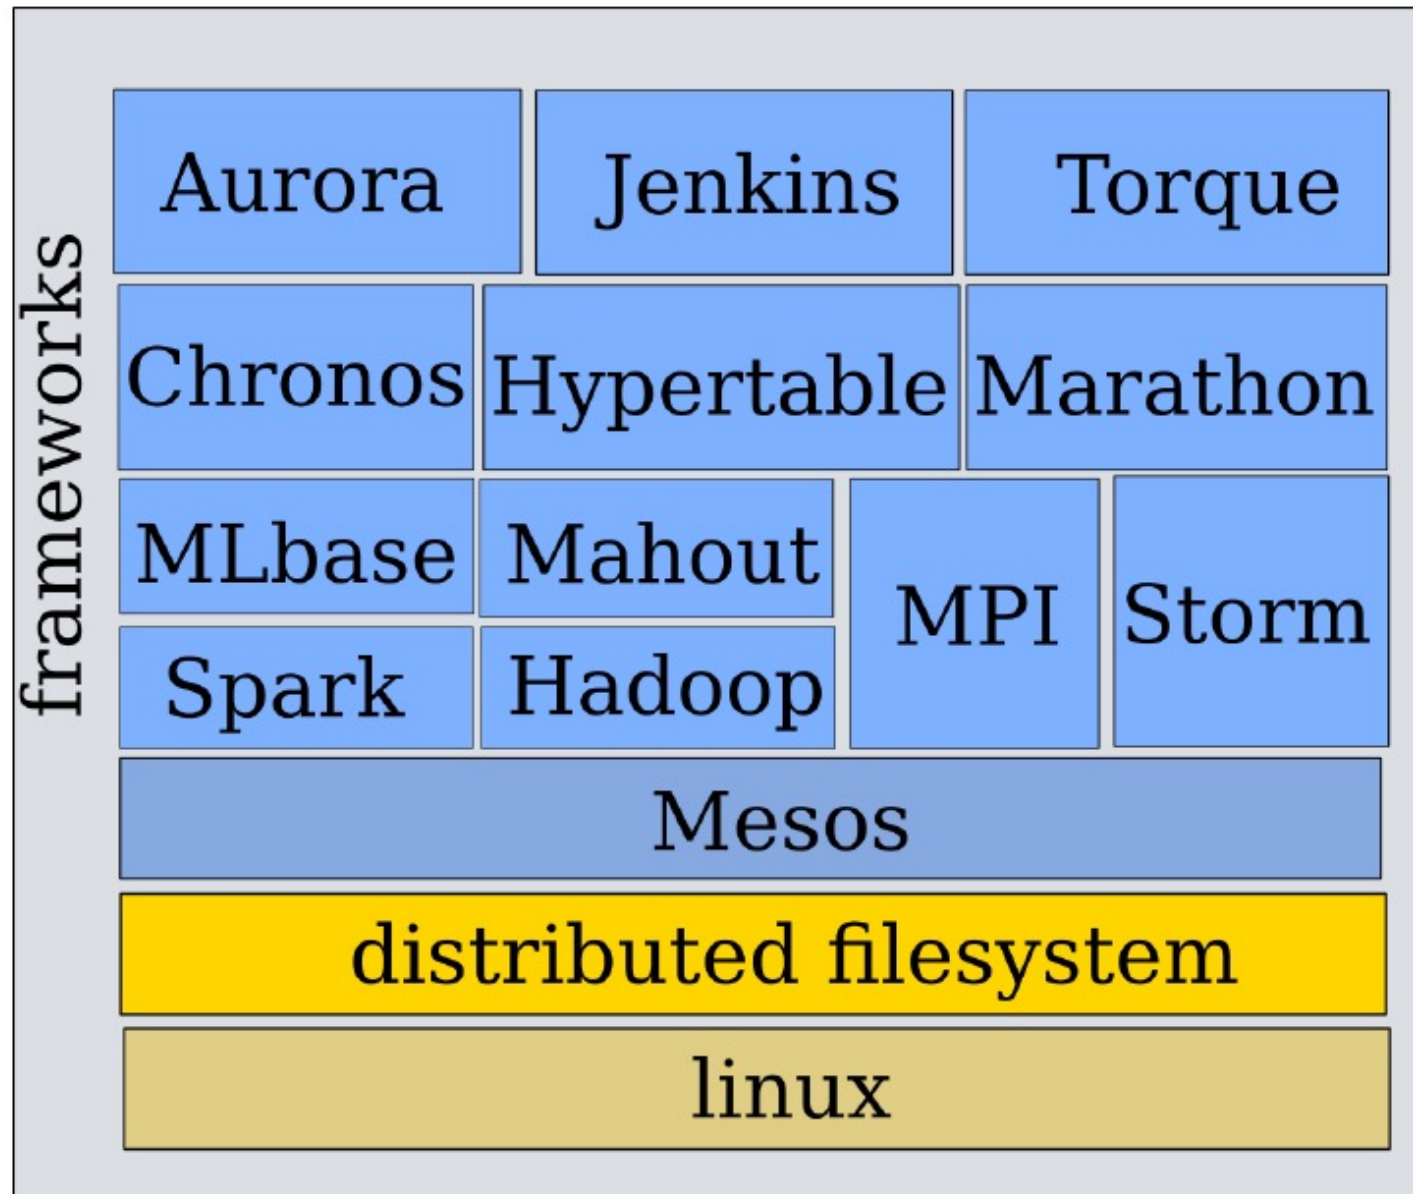 frameworks
Aurora
Jenkins
Torque
Chronos
Hypertable
Marathon
MLbase
Mahout
MPI
Storm
Spark
Hadoop
Mesos
distributed filesystem
linux